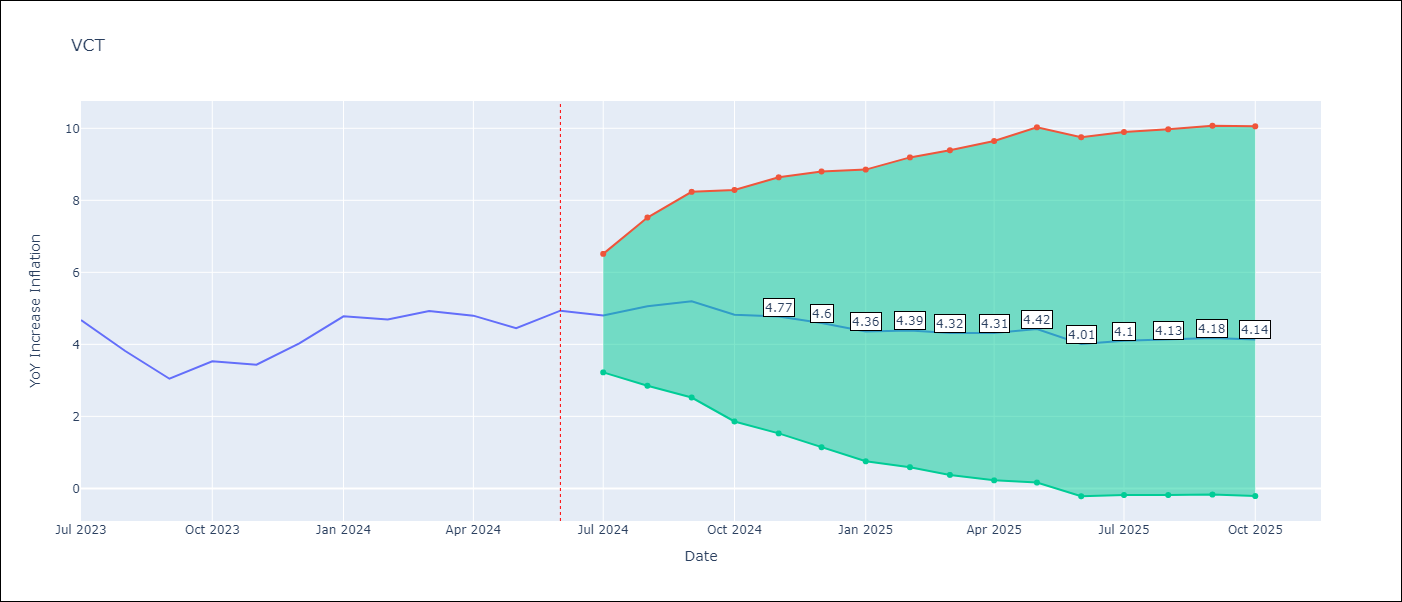 VCT
YoY Increase Inflation
10
8
6
4
2
0
4.77
4.6
4.36
4.39
4.32
4.31
4.42
4.01
4.1
4.13
4.18
4.14
Jul 2023
Oct 2023
Jan 2024
Apr 2024
Jul 2024
Oct 2024
Jan 2025
Apr 2025
Jul 2025
Oct 2025
Date